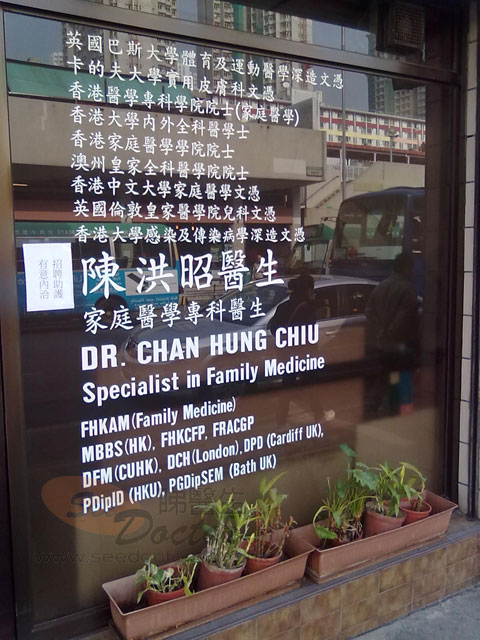 英國巴斯大學體育及運動醫學深造文憑
卡的夫大學實用皮膚科文憑
香港醫學專科學院院士(家庭醫學)
香港大學內外全科醫學士
香港家庭醫學學院院士
澳州皇家全科醫學院院士
香港中文大學家庭醫學文憑
英國倫敦皇家醫學院兒科文憑
香港大學感染及傳染病學深造文憑
招聘助護
有意內洽
陳洪昭醫生
家庭醫學專科醫生
DR. CHAN HUNG CHIU
Specialist in Family Medicine
FHKAM (Family Medicine)
MBBS (HK), FHKCFP, FRACGP
DFM (CUHK), DCH (London), DPD (Cardiff UK),
PDipID (HKU), PGDipSEM (Bath UK)
睇醫生